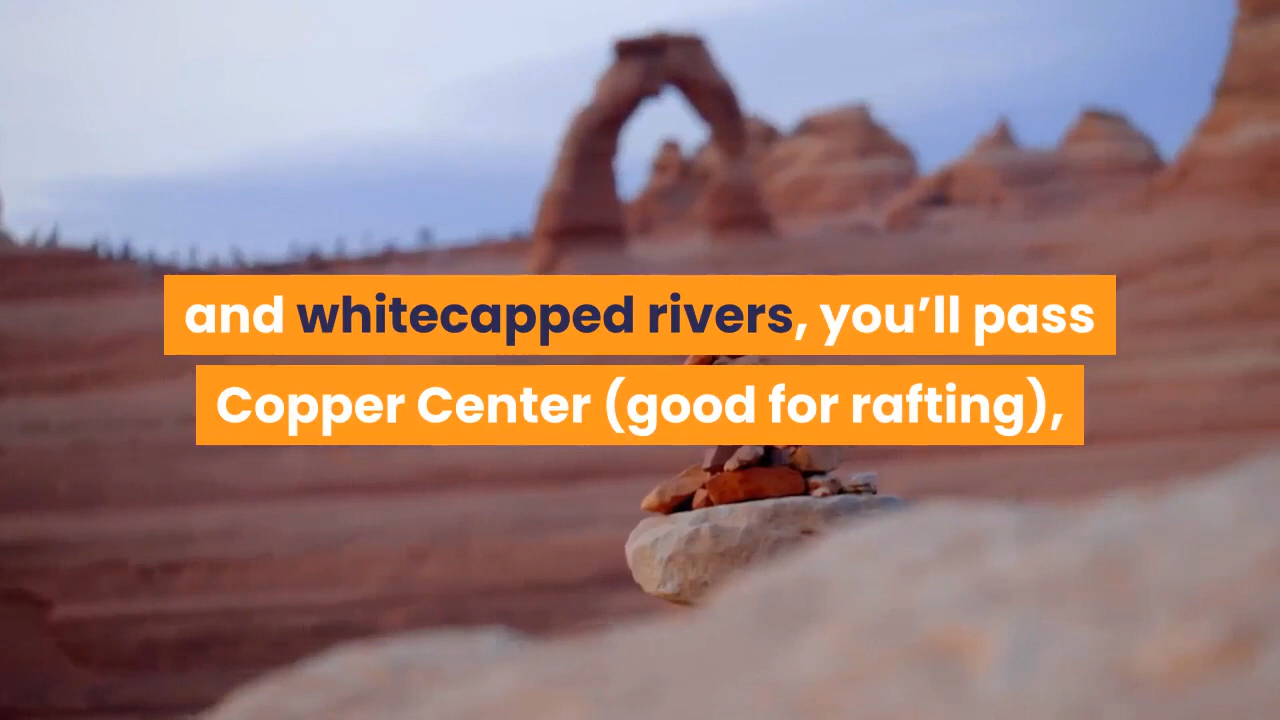 and whitecapped rivers, you’ll pass
Copper Center (good for rafting),